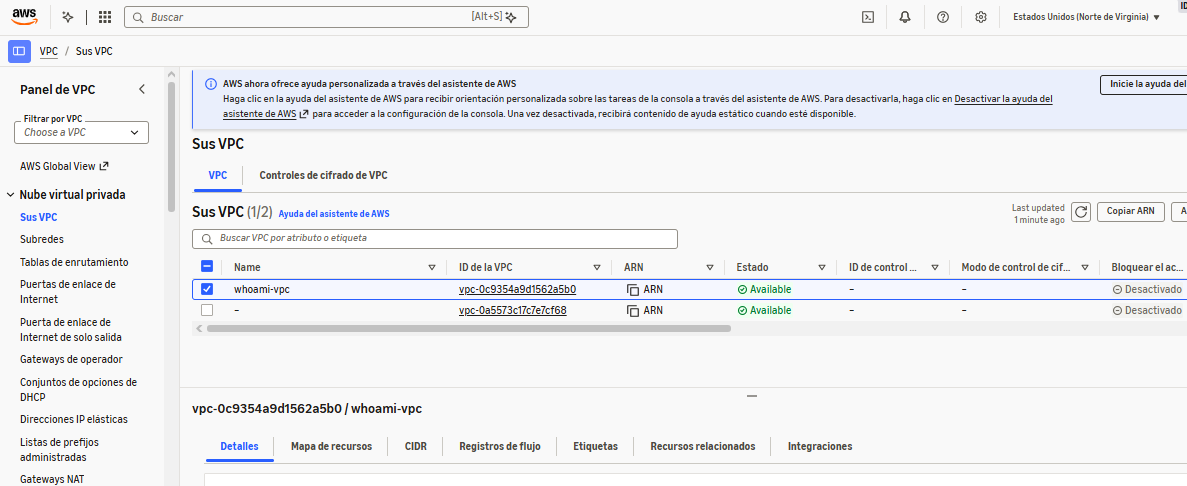 aws
Buscar
[Alt+S]
Estados Unidos (Norte de Virginia)
ID
VPC / Sus VPC
Panel de VPC
Filtrar por VPC
Choose a VPC
AWS Global View
Nube virtual privada
Sus VPC
Subredes
Tablas de enrutamiento
Puertas de enlace de
Internet
Puerta de enlace de
Internet de solo salida
Gateways de operador
Conjuntos de opciones de
DHCP
Direcciones IP elásticas
Listas de prefijos
administradas
Gateways NAT
AWS ahora ofrece ayuda personalizada a través del asistente de AWS
Haga clic en la ayuda del asistente de AWS para recibir orientación personalizada sobre las tareas de la consola a través del asistente de AWS. Para desactivarla, haga clic en Desactivar la ayuda del
asistente de AWS para acceder a la configuración de la consola. Una vez desactivada, recibirá contenido de ayuda estático cuando esté disponible.
Inicie la ayuda del
Sus VPC
VPC
Controles de cifrado de VPC
Sus VPC (1/2) Ayuda del asistente de AWS
Last updated
1 minute ago
Copiar ARN
A
Buscar VPC por atributo o etiqueta
Name ID de la VPC ARN Estado ID de control ... Modo de control de cif... Bloquear el ac...
whoami-vpc vpc-0c9354a9d1562a5b0 ARN Available – – Desactivado
– vpc-0a5573c17c7e7cf68 ARN Available – – Desactivado
vpc-0c9354a9d1562a5b0 / whoami-vpc
Detalles Mapa de recursos CIDR Registros de flujo Etiquetas Recursos relacionados Integraciones